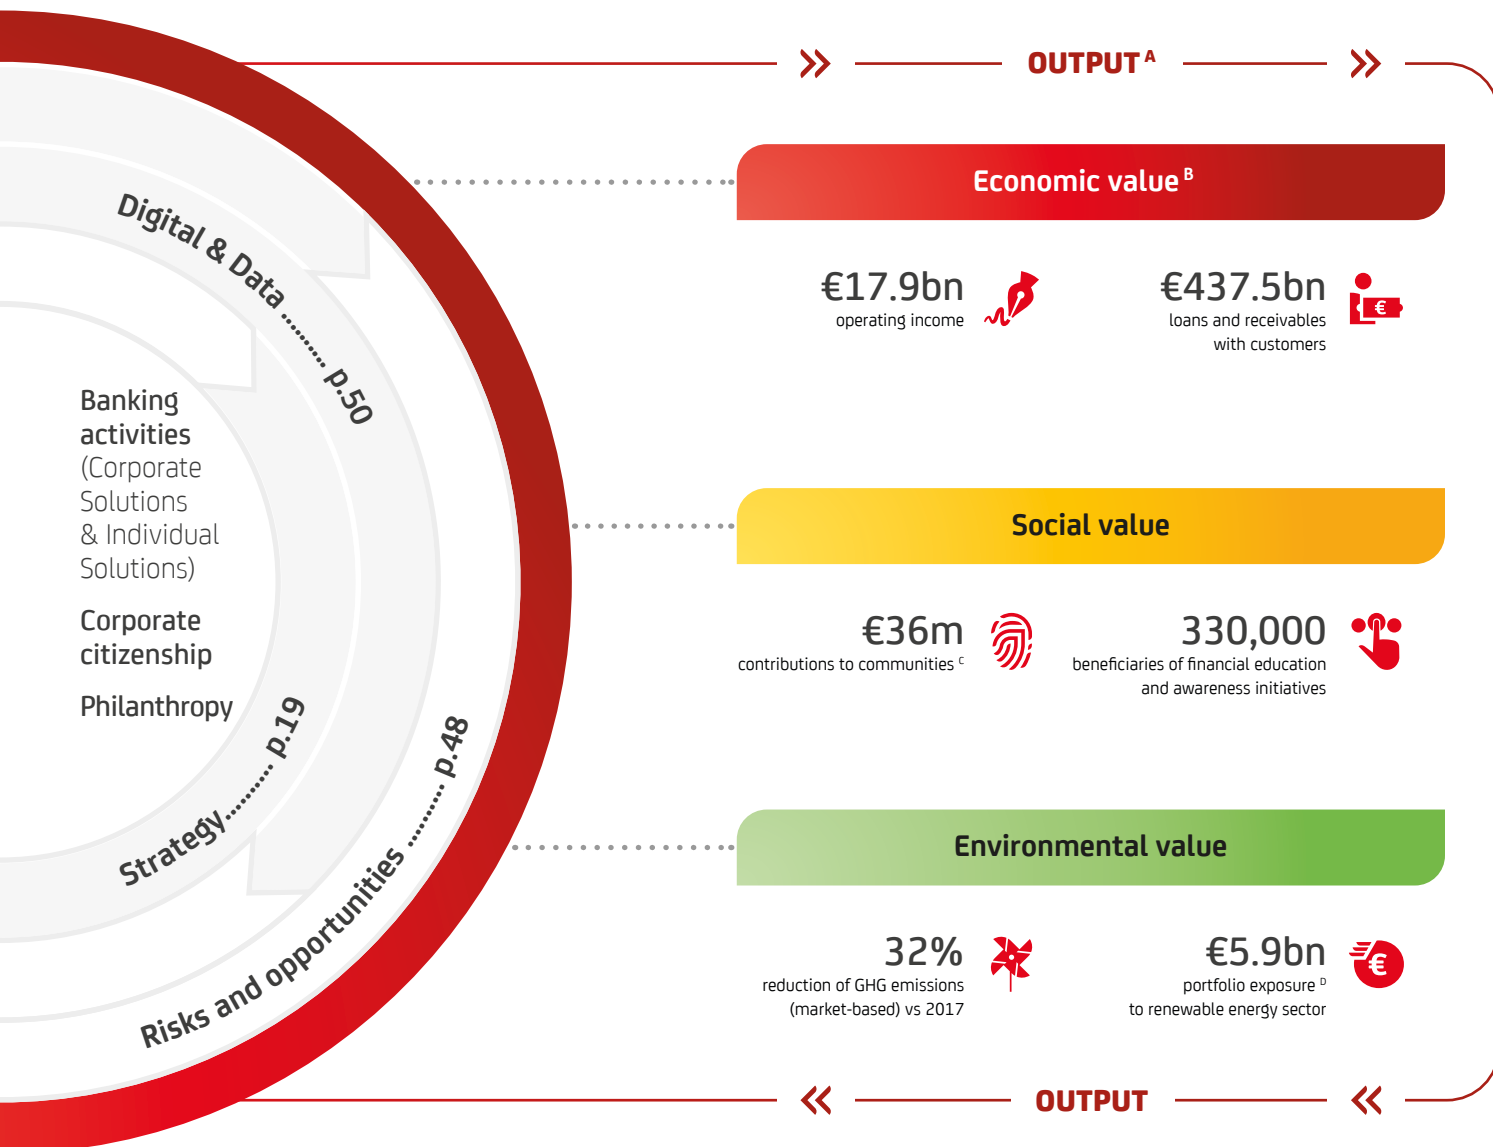 OUTPUT A
Economic value B
€17.9bn
operating income
€437.5bn
loans and receivables
with customers
€
Digital & Data ........... p.50
Banking
activities
(Corporate
Solutions
& Individual
Solutions)
Corporate
citizenship
Philanthropy
Strategy.......... p.19
Risks and opportunities .......... p.48
Social value
€36m
contributions to communities C
330,000
beneficiaries of financial education
and awareness initiatives
Environmental value
32%
reduction of GHG emissions
(market-based) vs 2017
€5.9bn
portfolio exposure D
to renewable energy sector
€
OUTPUT